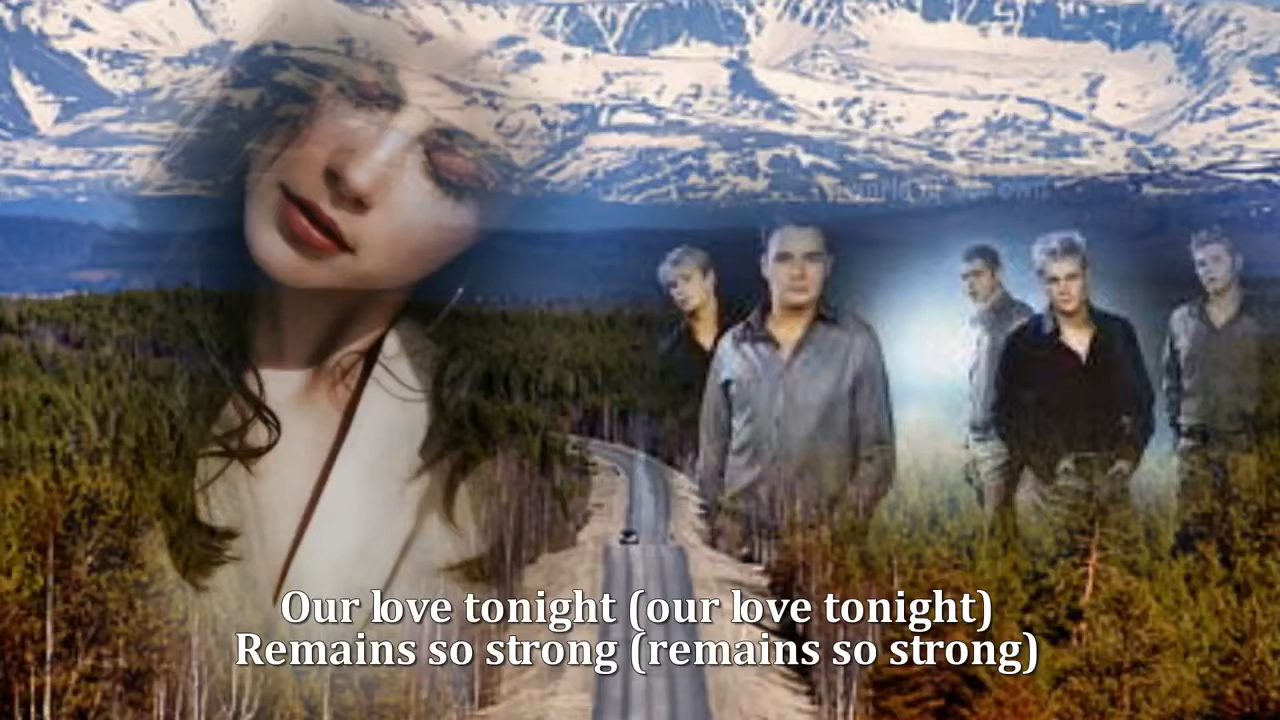 Our love tonight (our love tonight)
Remains so strong (remains so strong)